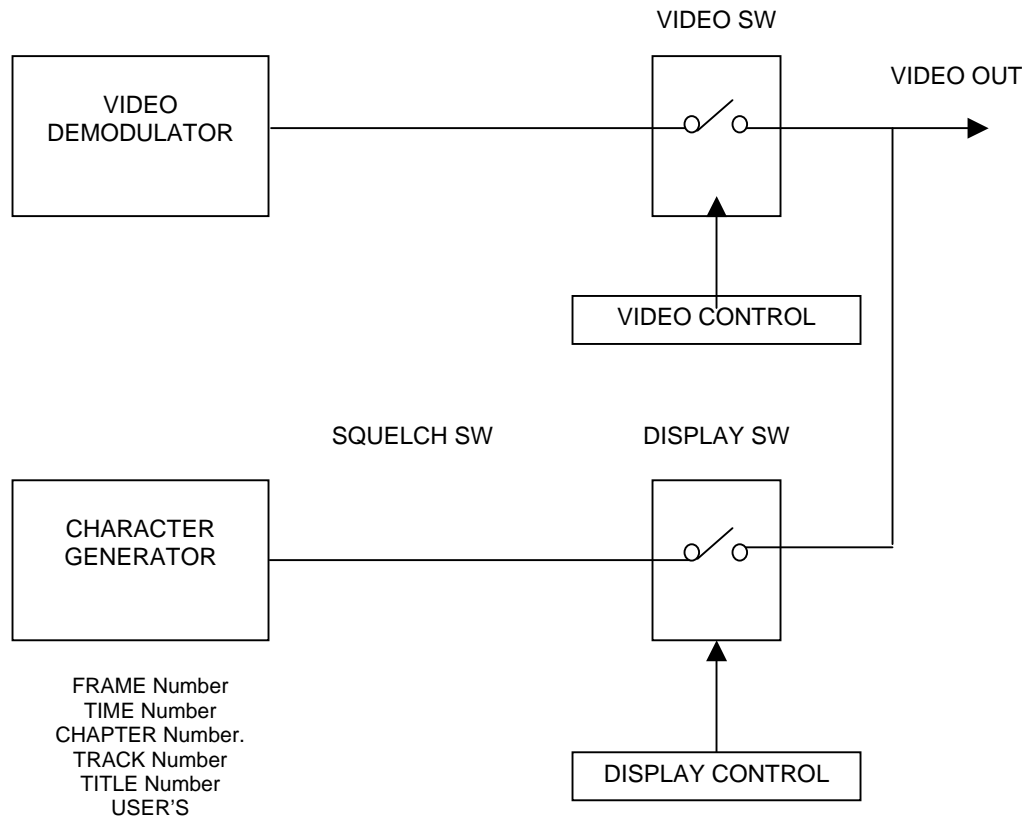 VIDEO SW
VIDEO OUT
VIDEO
DEMODULATOR
VIDEO CONTROL
SQUELCH SW
DISPLAY SW
CHARACTER
GENERATOR
FRAME Number
TIME Number
CHAPTER Number.
TRACK Number
TITLE Number
USER'S
DISPLAY CONTROL